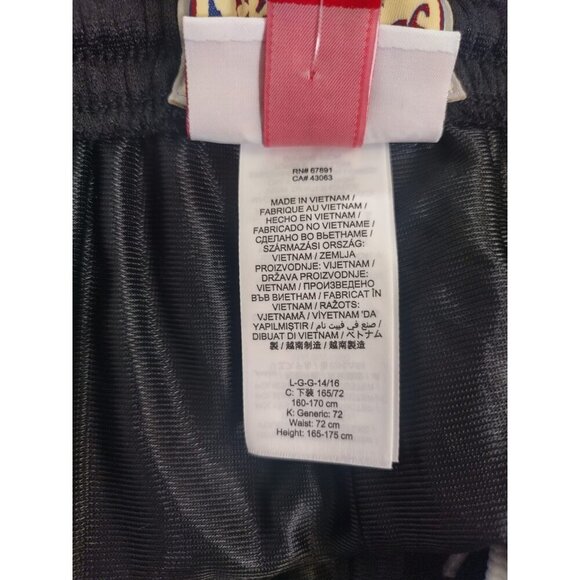 RN# 67891
CA# 43063
MADE IN VIETNAM /
FABRIQUE AU VIETNAM /
HECHO EN VIETNAM /
FABRICADO NO VIETNAME /
СДЕЛАНО ВО ВЬЕТНАМЕ /
SZÁRMAZÁSI ORSZÁG:
VIETNAM / ZEMLJA
PROIZVODNJE: VIJETNAM /
DRŽAVA PROIZVODNJE:
VIETNAM / ПРОИЗВЕДЕНО
ВЪВ ВИЕТНАМ / FABRICAT ÎN
VIETNAM / RAŽOTS:
VJETNAMĀ / VİYETNAM 'DA
YAPILMIŞTIR / صنع في فييت نام /
DIBUAT DI VIETNAM / ベトナム
製 / 越南制造 / 越南製造 /
L-G-G-14/16
C: 下装 165/72
160-170 cm
K: Generic: 72
Waist: 72 cm
Height: 165-175 cm